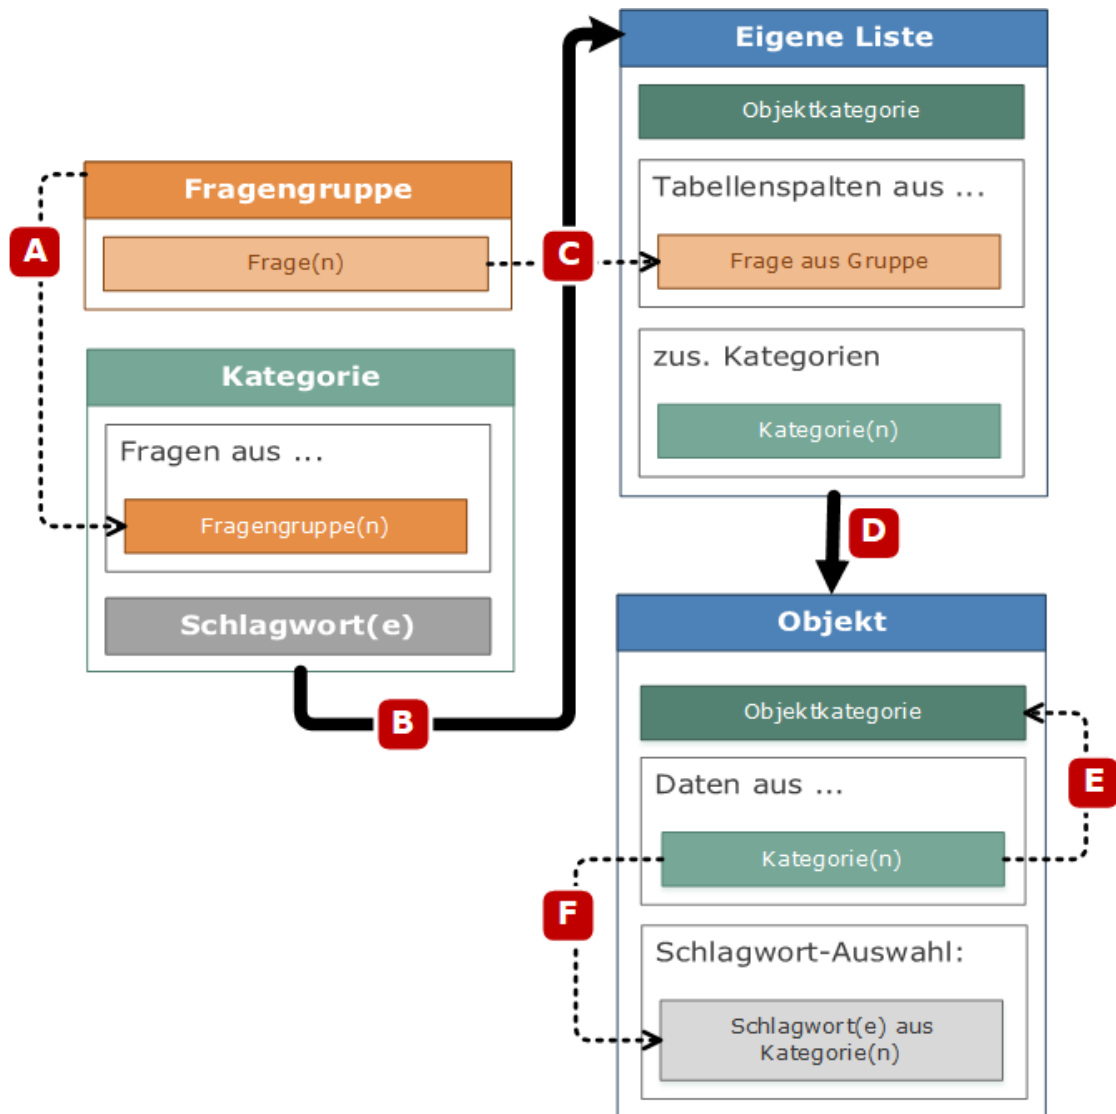 Fragengruppe
Frage(n)
A
Kategorie
Fragen aus ...
Fragengruppe(n)
Schlagwort(e)
B
C
Eigene Liste
Objektkategorie
Tabellenspalten aus ...
Frage aus Gruppe
zus. Kategorien
Kategorie(n)
D
Objekt
Objektkategorie
Daten aus ...
Kategorie(n)
E
F
Schlagwort-Auswahl:
Schlagwort(e) aus
Kategorie(n)